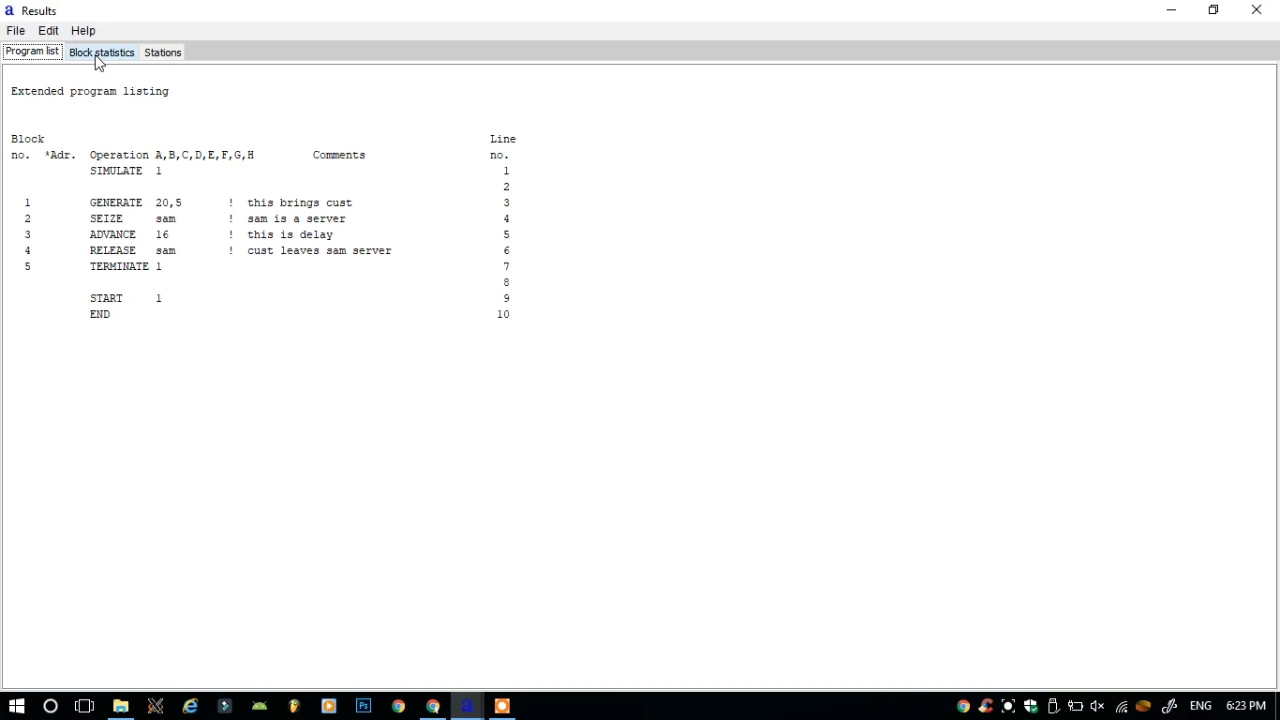 a Results
File Edit Help
Program list Block statistics Stations
Extended program listing
Block Line
no. *Adr. Operation A,B,C,D,E,F,G,H Comments no.
SIMULATE 1 1
2
1 GENERATE 20,5 ! this brings cust 3
2 SEIZE sam ! sam is a server 4
3 ADVANCE 16 ! this is delay 5
4 RELEASE sam ! cust leaves sam server 6
5 TERMINATE 1 7
8
START 1 9
END 10
Ps a ENG 6:23 PM